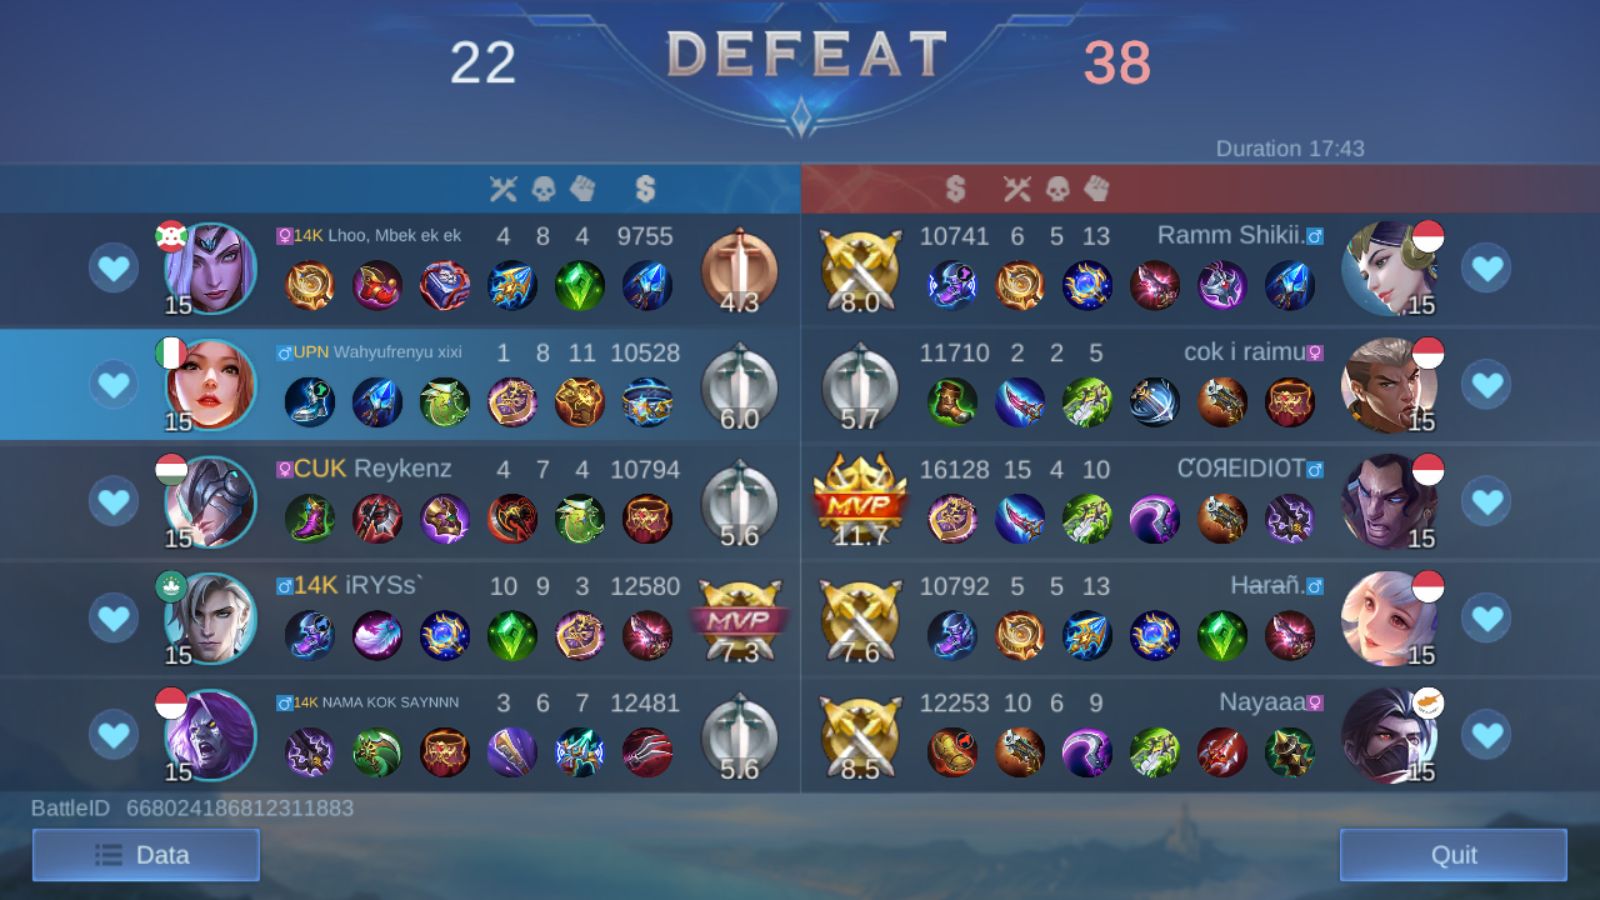 22 DEFEAT 38
Duration 17:43
14K Lhoo, Mbek ek ek 4 8 4 9755
15 4.3
8.0 10741 6 5 13 Ramm Shikii.
15
UPN Wahyufrenyu xixi 1 8 11 10528
15 6.0
5.7 11710 2 2 5 cok i raimu
15
CUK Reykenz 4 7 4 10794
15 5.6
MVP 11.7 16128 15 4 10 ƇOЯEIDIOT
15
14K iRYSs` 10 9 3 12580
15 MVP 7.3
7.6 10792 5 5 13 Harañ.
15
14K NAMA KOK SAYNNN 3 6 7 12481
15 5.6
8.5 12253 10 6 9 Nayaaa
15
BattleID 668024186812311883
Data
Quit